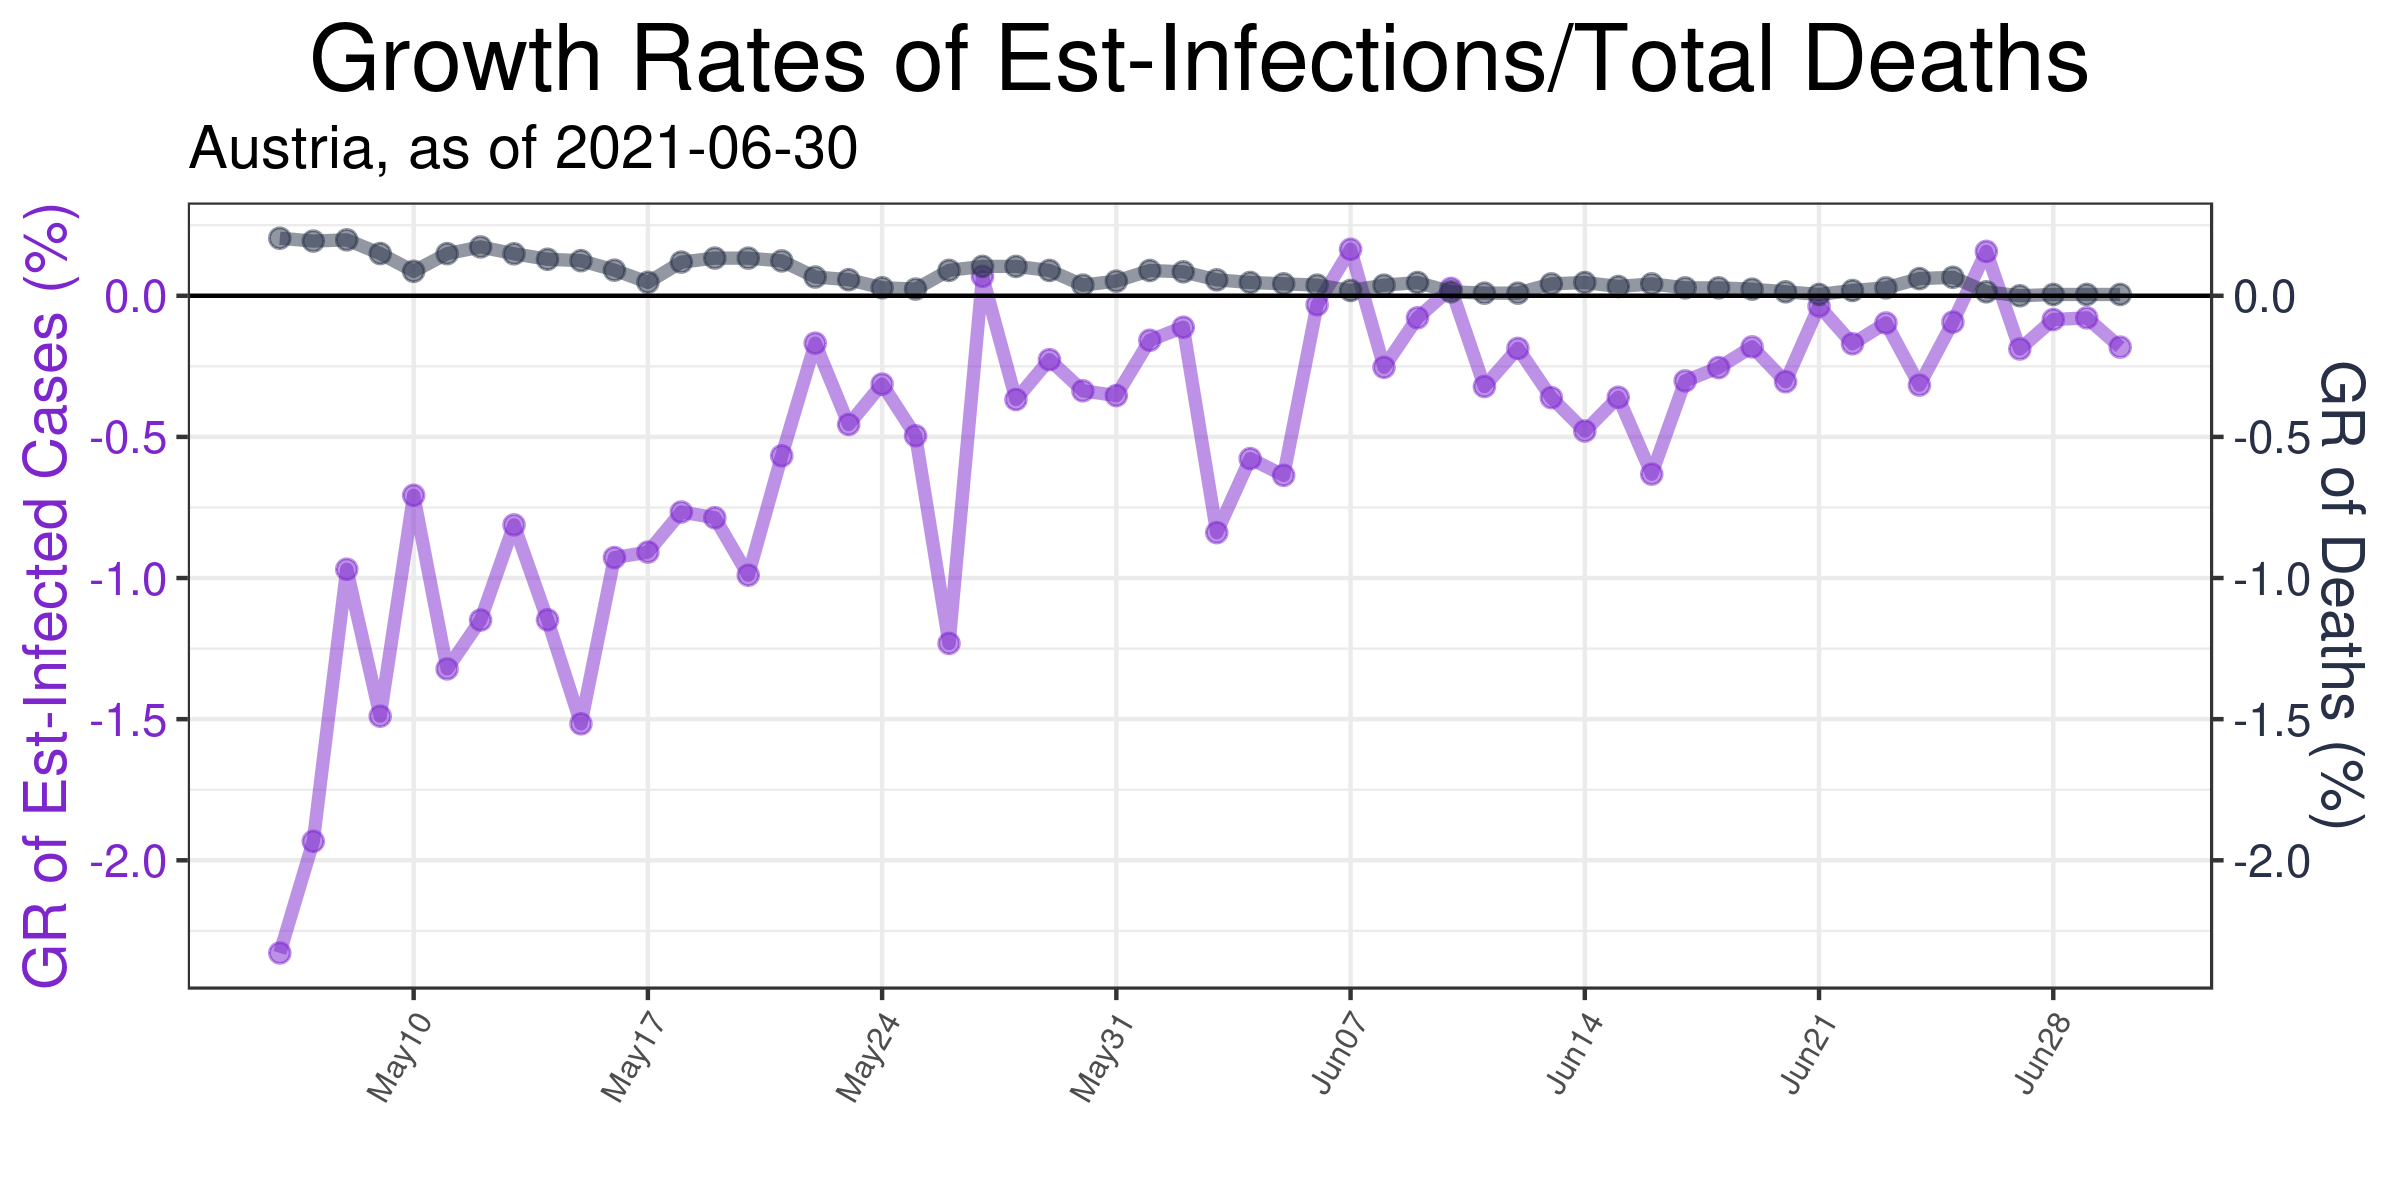 Growth Rates of Est-Infections/Total Deaths
Austria, as of 2021-06-30
GR of Est-Infected Cases (%)
0.0
-0.5
-1.0
-1.5
-2.0
0.0
-0.5
-1.0
-1.5
-2.0
GR of Deaths (%)
May10
May17
May24
May31
Jun07
Jun14
Jun21
Jun28